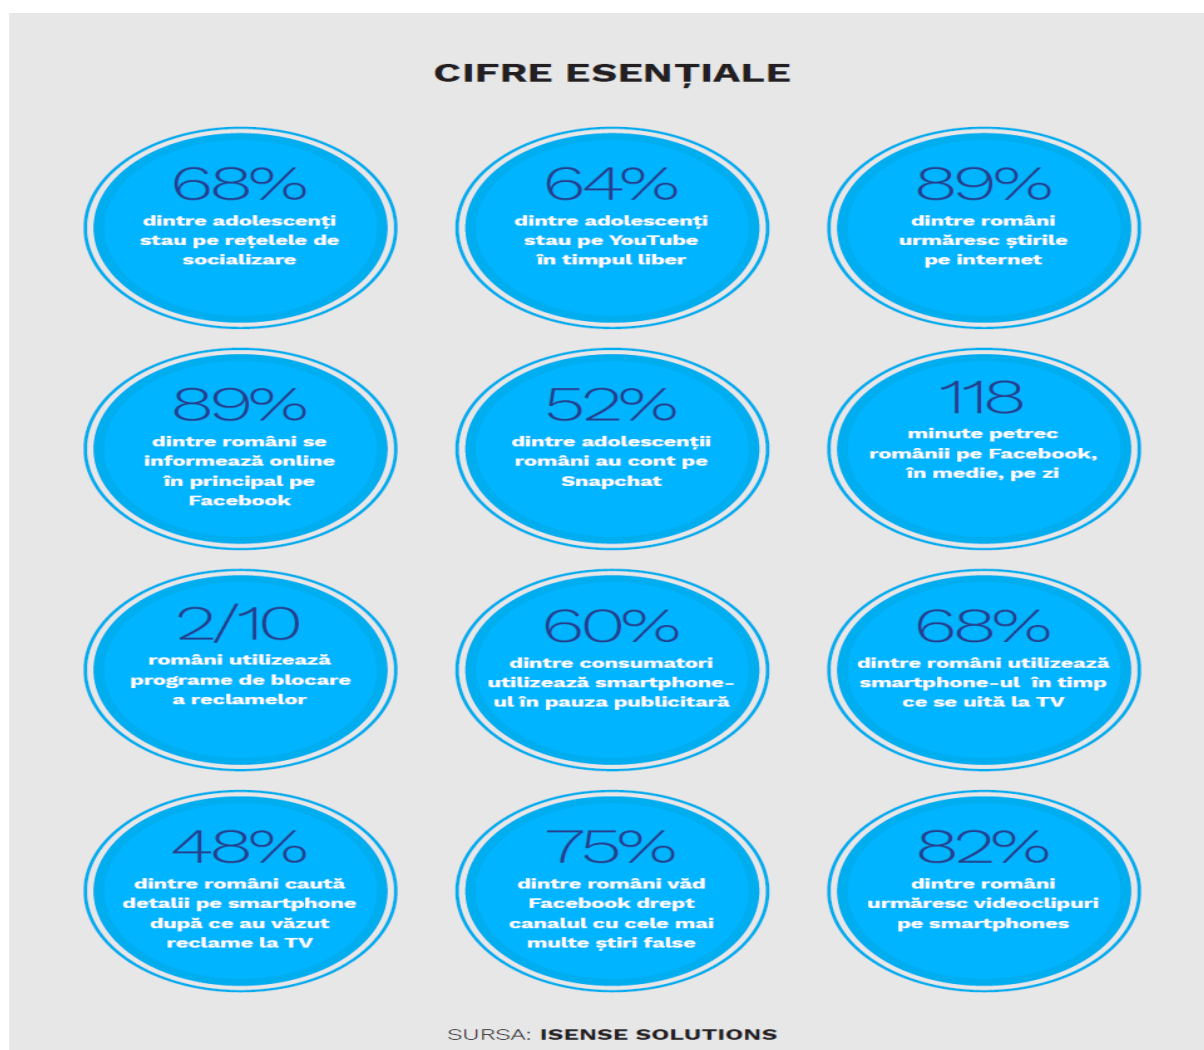 CIFRE ESENȚIALE
68%
dintre adolescenți
stau pe rețelele de
socializare
64%
dintre adolescenți
stau pe YouTube
în timpul liber
89%
dintre români
urmăresc știrile
pe internet
89%
dintre români se
informează online
în principal pe
Facebook
52%
dintre adolescenții
români au cont pe
Snapchat
118
minute petrec
românii pe Facebook,
în medie, pe zi
2/10
români utilizează
programe de blocare
a reclamelor
60%
dintre consumatori
utilizează smartphone-
ul în pauza publicitară
68%
dintre români utilizează
smartphone-ul în timp
ce se uită la TV
48%
dintre români caută
detalii pe smartphone
după ce au văzut
reclame la TV
75%
dintre români văd
Facebook drept
canalul cu cele mai
multe știri false
82%
dintre români
urmăresc videoclipuri
pe smartphones
SURSA: ISENSE SOLUTIONS